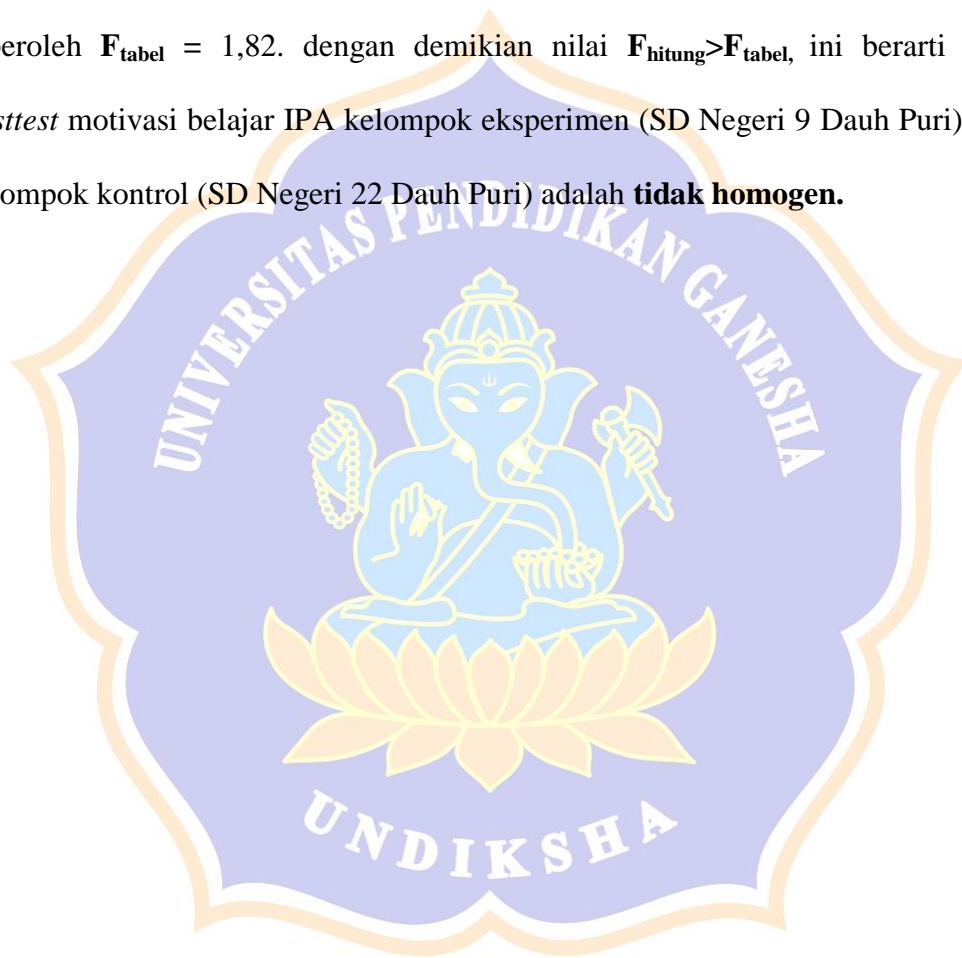 peroleh F_tabel = 1,82. dengan demikian nilai F_hitung>F_tabel, ini berarti
sttest motivasi belajar IPA kelompok eksperimen (SD Negeri 9 Dauh Puri)
ompok kontrol (SD Negeri 22 Dauh Puri) adalah tidak homogen.
UNIVERSITAS PENDIDIKAN GANESHA
UNDIKSHA